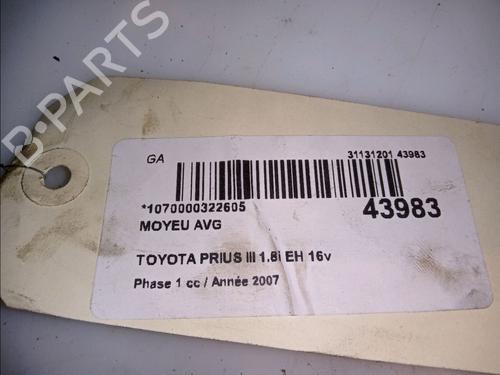 B-PARTS
GA
31131201 43983
*1070000322605
43983
MOYEU AVG
TOYOTA PRIUS III 1.8i EH 16v
Phase 1 cc / Année 2007